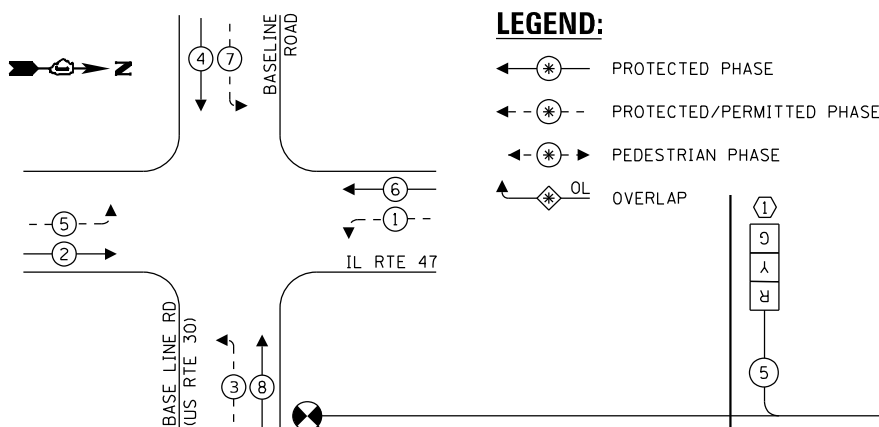 4
7
BASELINE
ROAD
N
6
5
1
2
IL RTE 47
BASE LINE RD
(US RTE 30)
3
8
LEGEND:
* PROTECTED PHASE
* PROTECTED/PERMITTED PHASE
* PEDESTRIAN PHASE
* OL OVERLAP
1
G
Y
R
5